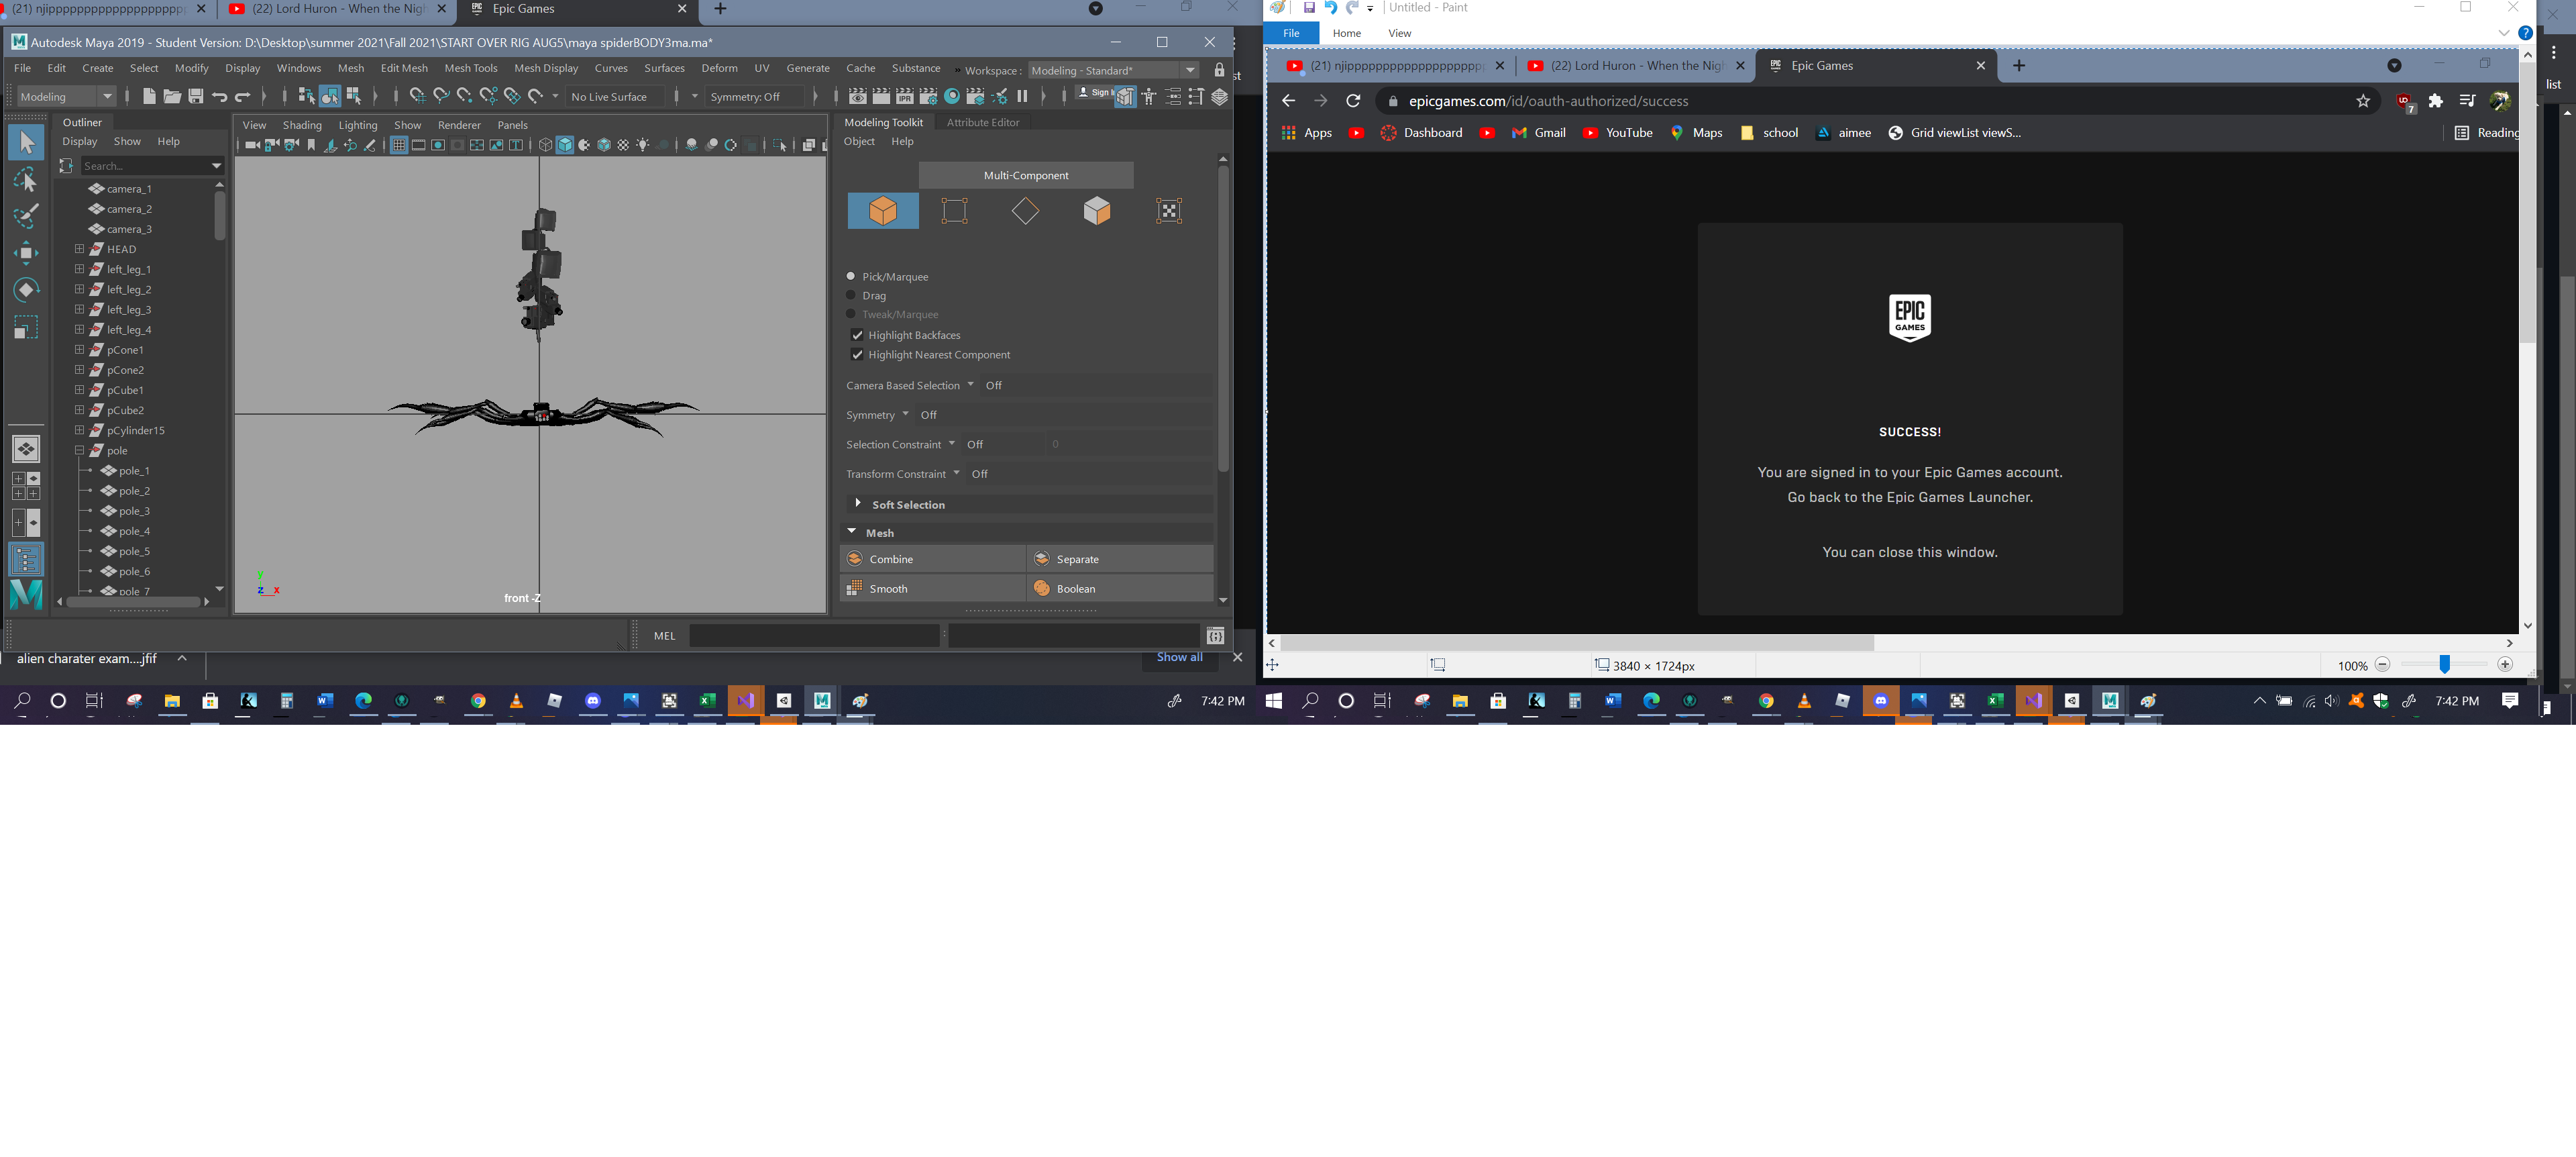 (21) njipppppppppppppppppppp
(22) Lord Huron - When the Nigh
Epic Games
Autodesk Maya 2019 - Student Version: D:\Desktop\summer 2021\Fall 2021\START OVER RIG AUG5\maya spiderBODY3ma.ma*
File Edit Create Select Modify Display Windows Mesh Edit Mesh Mesh Tools Mesh Display Curves Surfaces Deform UV Generate Cache Substance » Workspace : Modeling - Standard*
Modeling
No Live Surface
Symmetry: Off
IPR
Sign I
Outliner
Display Show Help
Search...
camera_1
camera_2
camera_3
HEAD
left_leg_1
left_leg_2
left_leg_3
left_leg_4
pCone1
pCone2
pCube1
pCube2
pCylinder15
pole
pole_1
pole_2
pole_3
pole_4
pole_5
pole_6
pole_7
View Shading Lighting Show Renderer Panels
y
z x
front -Z
Modeling Toolkit Attribute Editor
Object Help
Multi-Component
Pick/Marquee
Drag
Tweak/Marquee
Highlight Backfaces
Highlight Nearest Component
Camera Based Selection Off
Symmetry Off
Selection Constraint Off 0
Transform Constraint Off
Soft Selection
Mesh
Combine Separate
Smooth Boolean
MEL
alien charater exam....jfif
Show all
7:42 PM
Untitled - Paint
File Home View
(21) njipppppppppppppppppppp
(22) Lord Huron - When the Nigh
Epic Games
epicgames.com/id/oauth-authorized/success
7
Apps Dashboard Gmail YouTube Maps school aimee Grid viewList viewS... Reading
EPIC
GAMES
SUCCESS!
You are signed in to your Epic Games account.
Go back to the Epic Games Launcher.
You can close this window.
3840 × 1724px
100%
7:42 PM
st
list